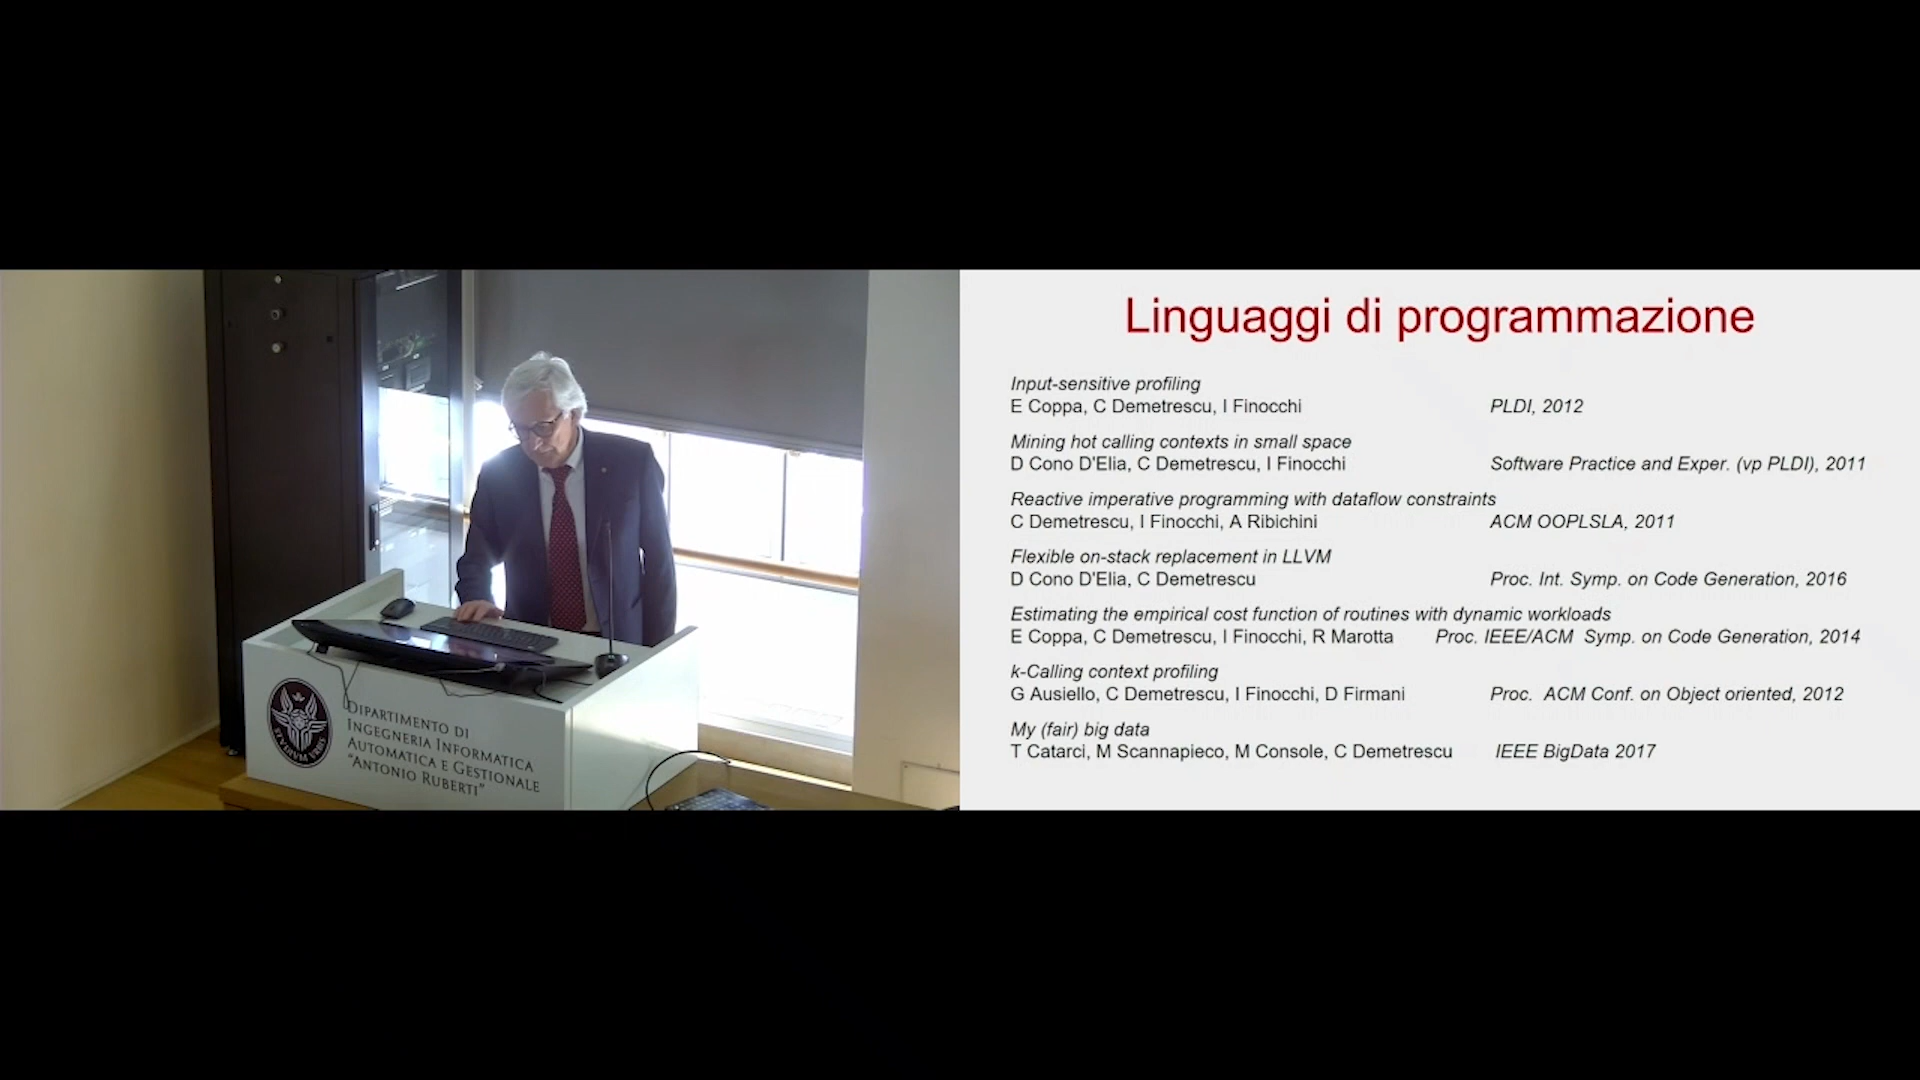 DIPARTIMENTO DI
INGEGNERIA INFORMATICA
AUTOMATICA E GESTIONALE
"ANTONIO RUBERTI"
STVDIVM VRBIS
Linguaggi di programmazione
Input-sensitive profiling
E Coppa, C Demetrescu, I Finocchi PLDI, 2012
Mining hot calling contexts in small space
D Cono D'Elia, C Demetrescu, I Finocchi Software Practice and Exper. (vp PLDI), 2011
Reactive imperative programming with dataflow constraints
C Demetrescu, I Finocchi, A Ribichini ACM OOPLSLA, 2011
Flexible on-stack replacement in LLVM
D Cono D'Elia, C Demetrescu Proc. Int. Symp. on Code Generation, 2016
Estimating the empirical cost function of routines with dynamic workloads
E Coppa, C Demetrescu, I Finocchi, R Marotta Proc. IEEE/ACM Symp. on Code Generation, 2014
k-Calling context profiling
G Ausiello, C Demetrescu, I Finocchi, D Firmani Proc. ACM Conf. on Object oriented, 2012
My (fair) big data
T Catarci, M Scannapieco, M Console, C Demetrescu IEEE BigData 2017